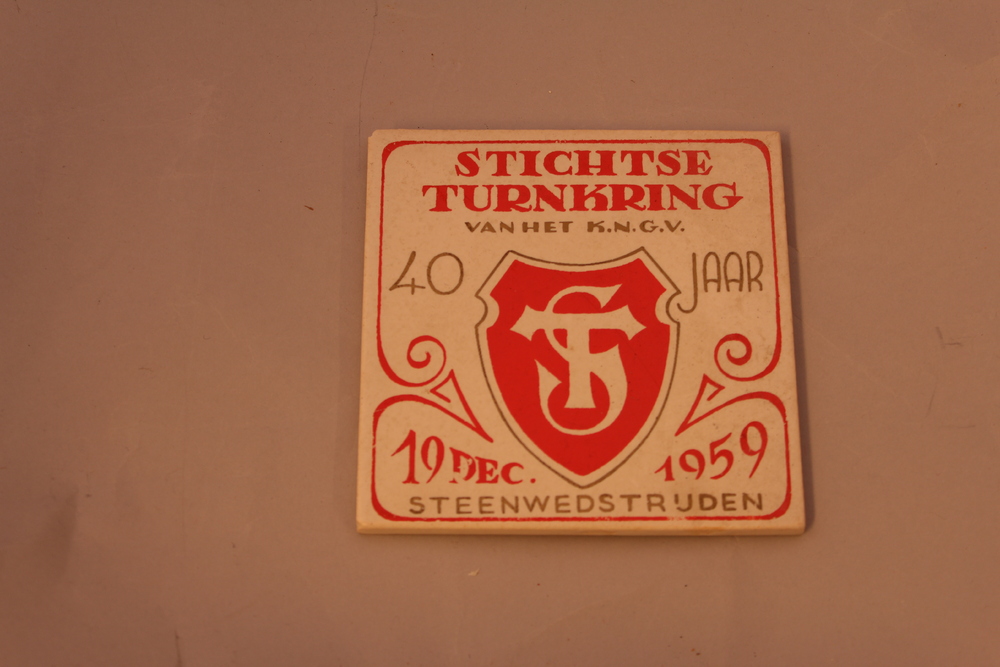 STICHTSE
TURNKRING
VAN HET K.N.G.V.
40 JAAR
ST
19 DEC. 1959
STEENWEDSTRIJDEN